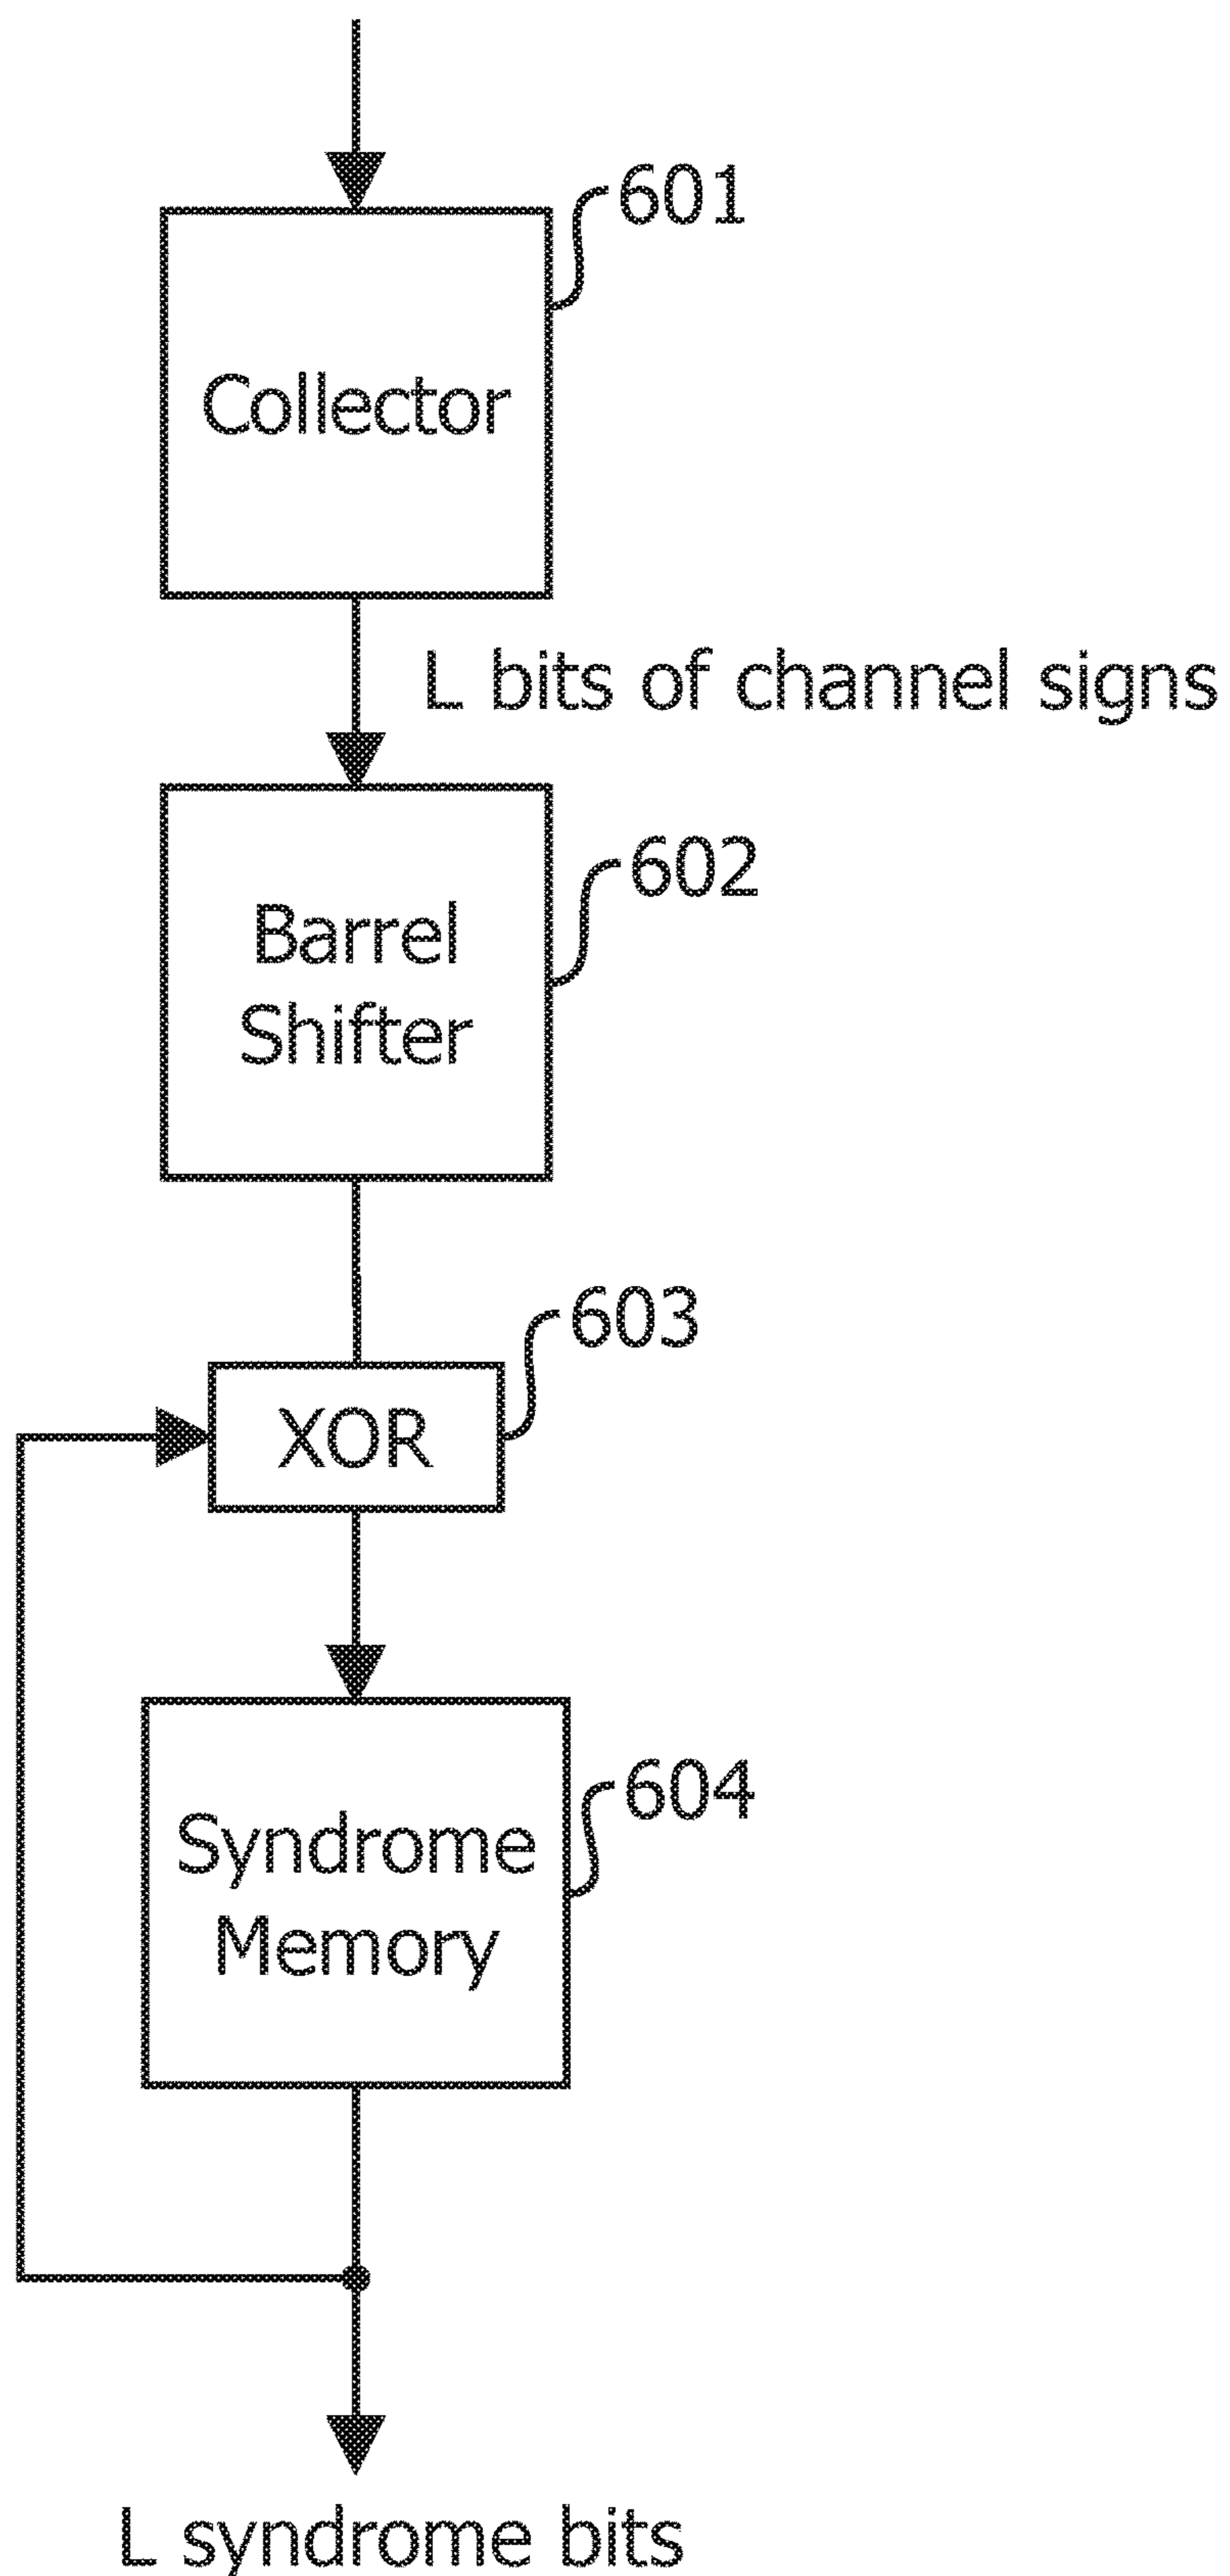 601
Collector
L bits of channel signs
602
Barrel
Shifter
603
XOR
604
Syndrome
Memory
L syndrome bits